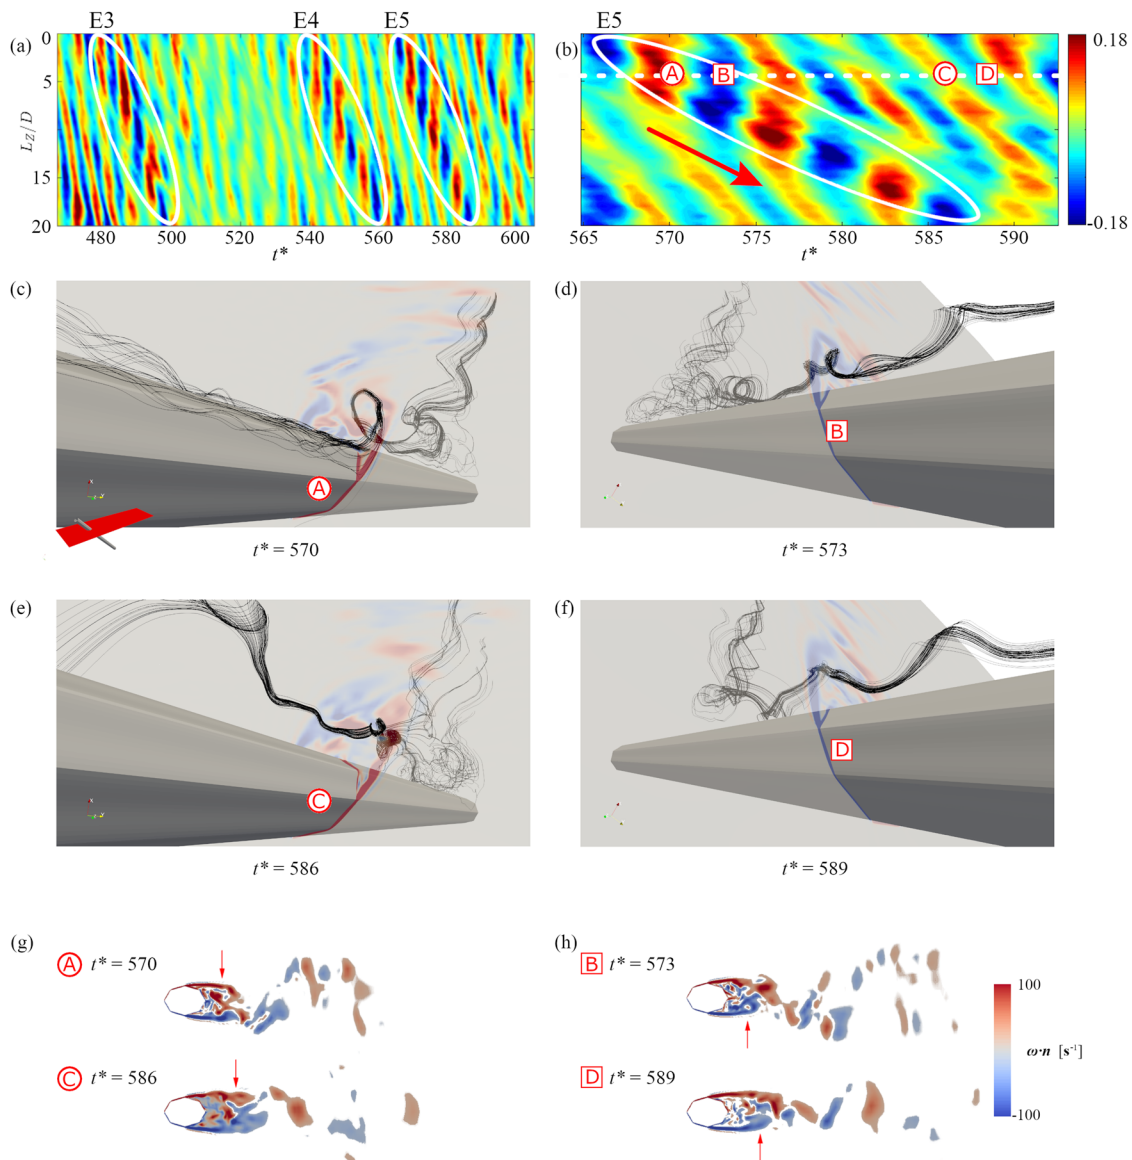 E3 E4 E5 E5
(a) (b)
0 5 10 15 20
L_Z/D
480 500 520 540 560 580 600
t*
A B C D
565 570 575 580 585 590
t*
0.18
-0.18
(c) (d)
A B
t* = 570 t* = 573
(e) (f)
C D
t* = 586 t* = 589
(g) (h)
A t* = 570 B t* = 573
C t* = 586 D t* = 589
100
ω·n [s⁻¹]
-100